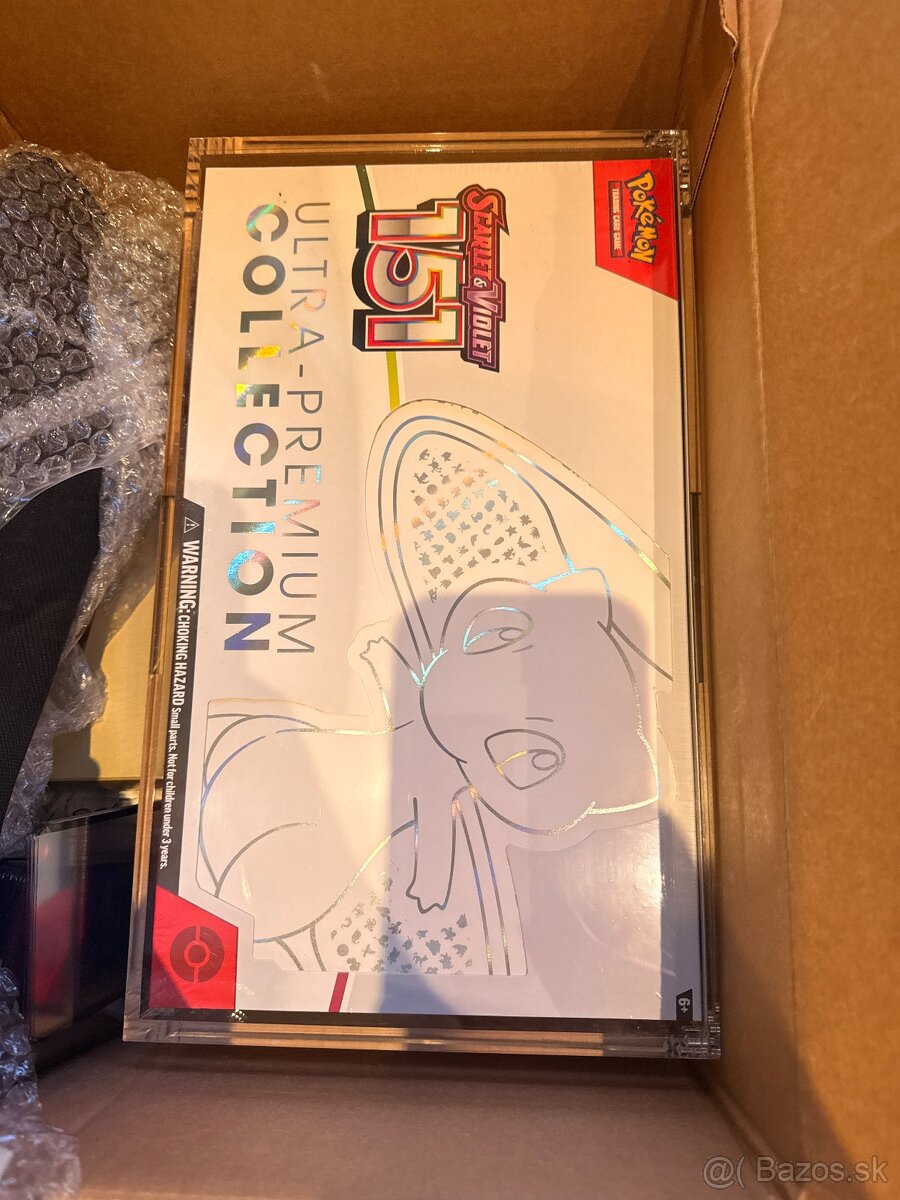 POKÉMON
TRADING CARD GAME
SCARLET & VIOLET
151
ULTRA-PREMIUM
COLLECTION
WARNING: CHOKING HAZARD Small parts. Not for children under 3 years.
6+
@( Bazos.sk